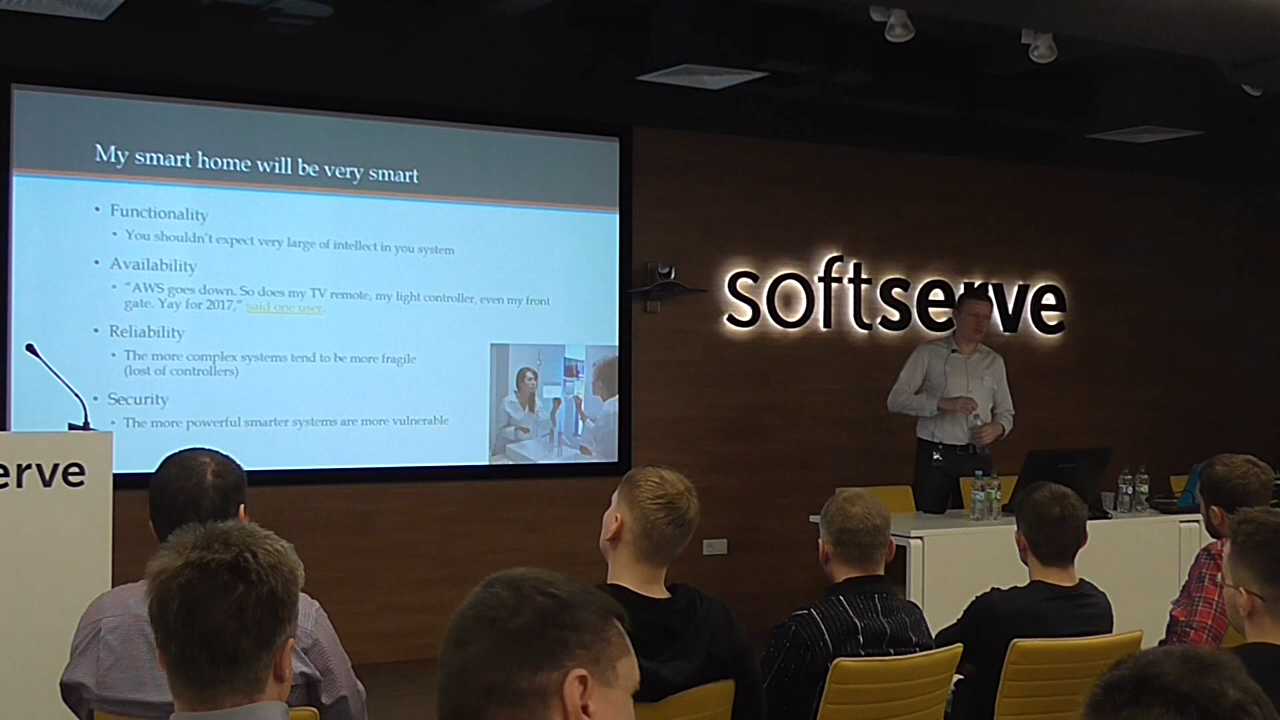 My smart home will be very smart
• Functionality
• You shouldn't expect very large of intellect in you system
• Availability
• "AWS goes down. So does my TV remote, my light controller, even my front
gate. Yay for 2017," said one user.
• Reliability
• The more complex systems tend to be more fragile
(lost of controllers)
• Security
• The more powerful smarter systems are more vulnerable
softserve
erve